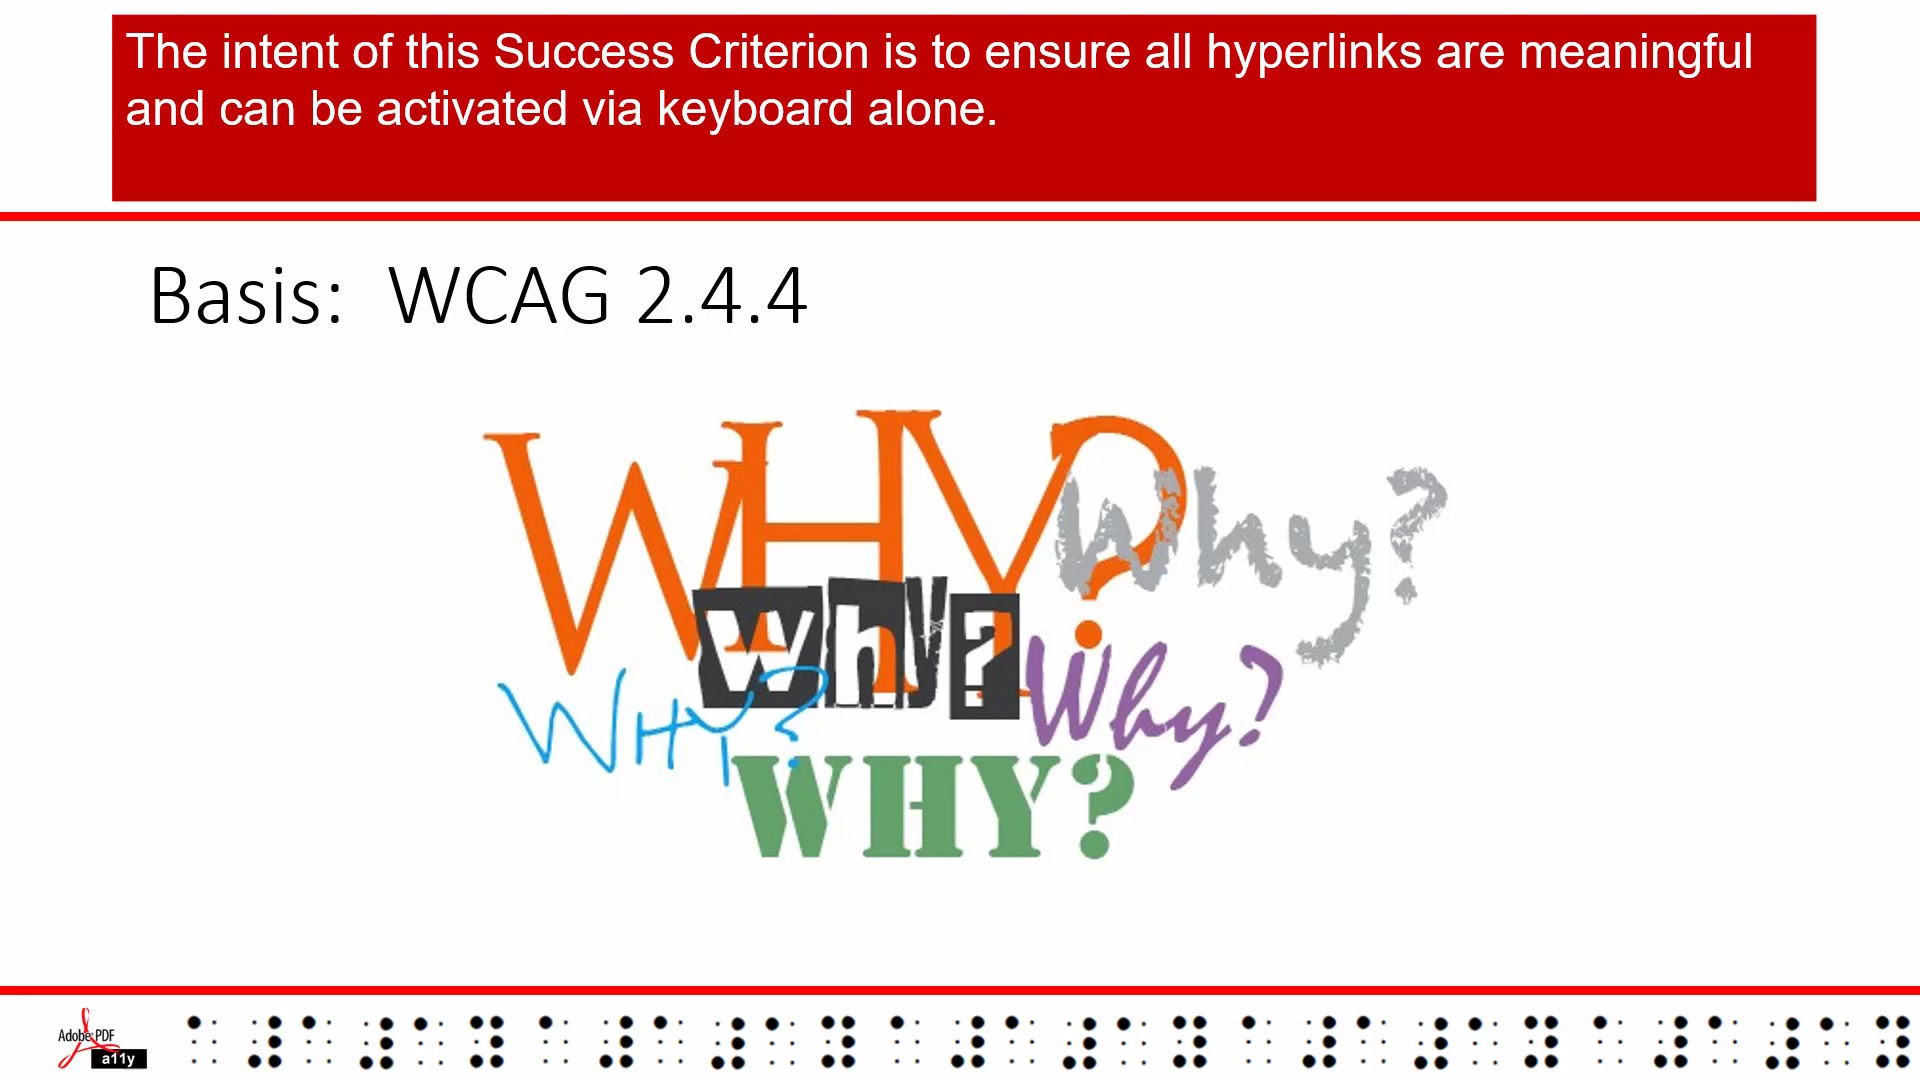 The intent of this Success Criterion is to ensure all hyperlinks are meaningful
and can be activated via keyboard alone.
Basis: WCAG 2.4.4
WHY?
Why?
why?
Why?
WHY?
WHY?
Adobe PDF
a11y